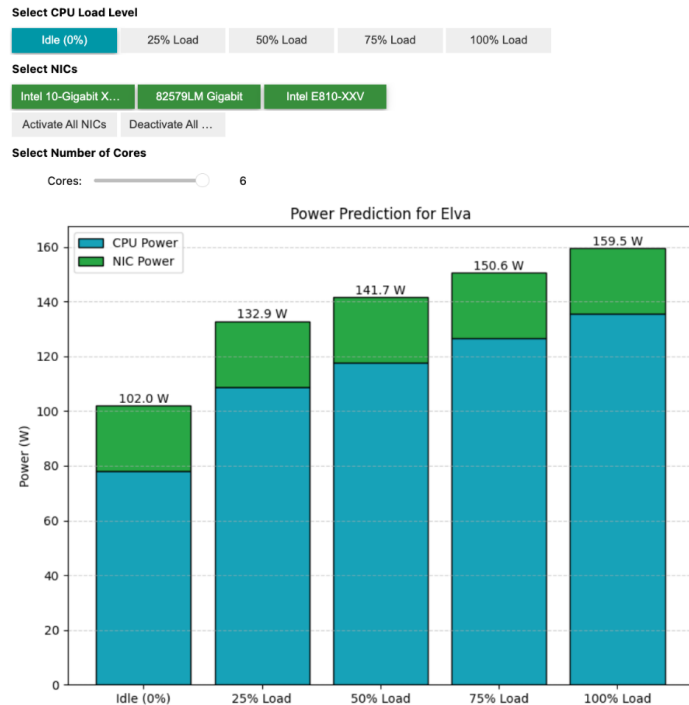 Select CPU Load Level
Idle (0%) 25% Load 50% Load 75% Load 100% Load
Select NICs
Intel 10-Gigabit X... 82579LM Gigabit Intel E810-XXV
Activate All NICs Deactivate All ...
Select Number of Cores
Cores: 6
Power Prediction for Elva
CPU Power
NIC Power
159.5 W
150.6 W
141.7 W
132.9 W
102.0 W
Power (W)
160
140
120
100
80
60
40
20
0
Idle (0%) 25% Load 50% Load 75% Load 100% Load